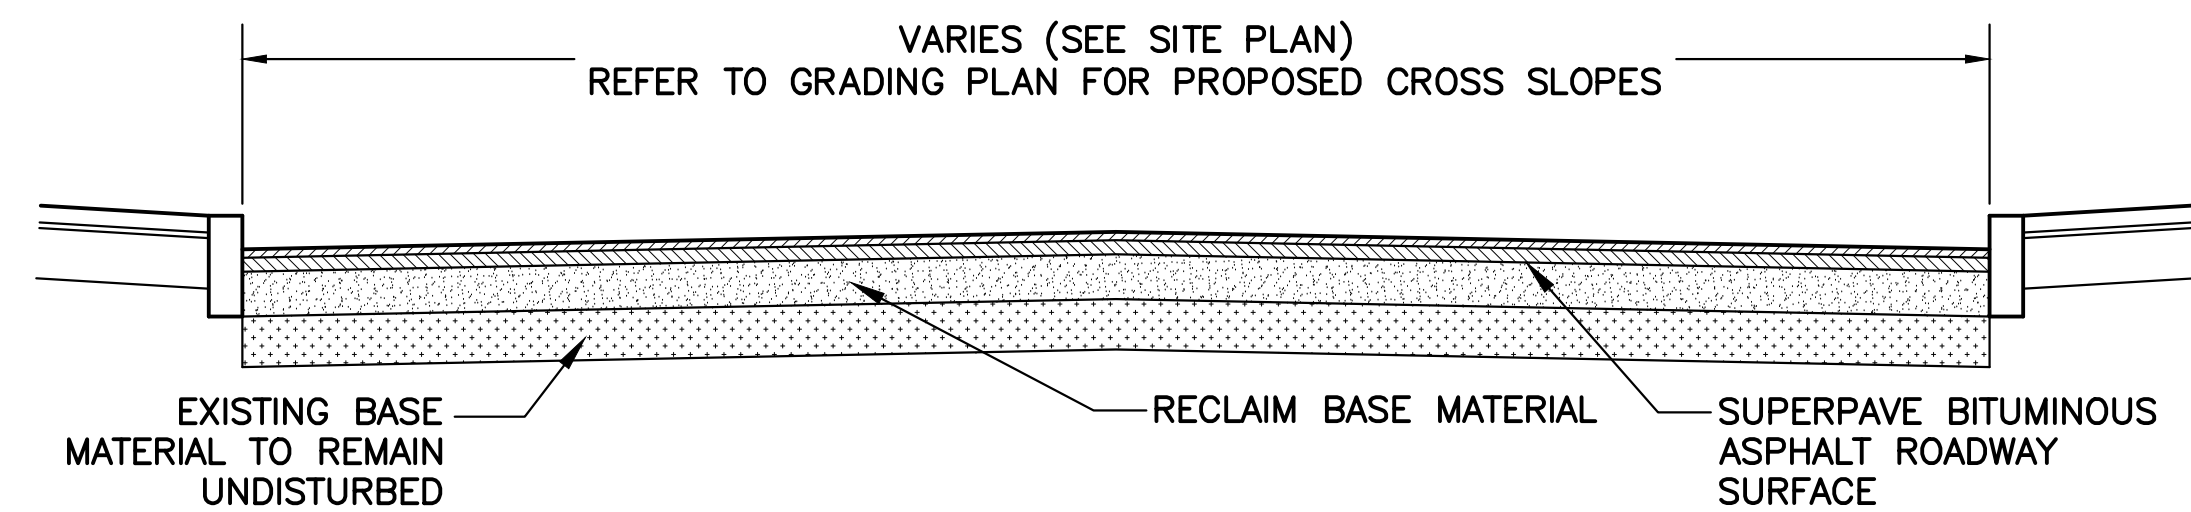 VARIES (SEE SITE PLAN)
REFER TO GRADING PLAN FOR PROPOSED CROSS SLOPES
EXISTING BASE
MATERIAL TO REMAIN
UNDISTURBED
RECLAIM BASE MATERIAL
SUPERPAVE BITUMINOUS
ASPHALT ROADWAY
SURFACE